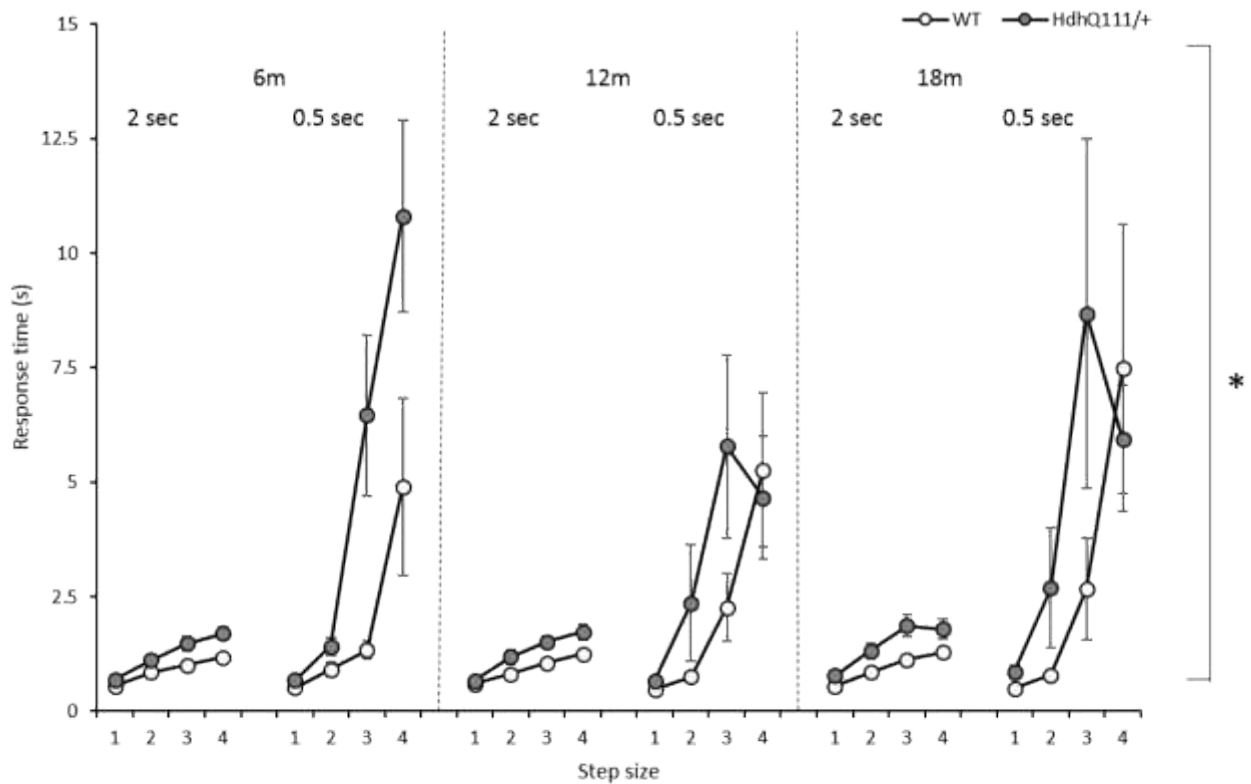 15
WT HdhQ111/+
6m 12m 18m
2 sec 0.5 sec 2 sec 0.5 sec 2 sec 0.5 sec
12.5
10
7.5
*
5
2.5
0
Response time (s)
1 2 3 4 1 2 3 4 1 2 3 4 1 2 3 4 1 2 3 4 1 2 3 4
Step size